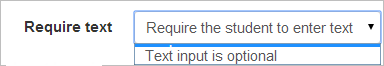 Require text Require the student to enter text
Text input is optional